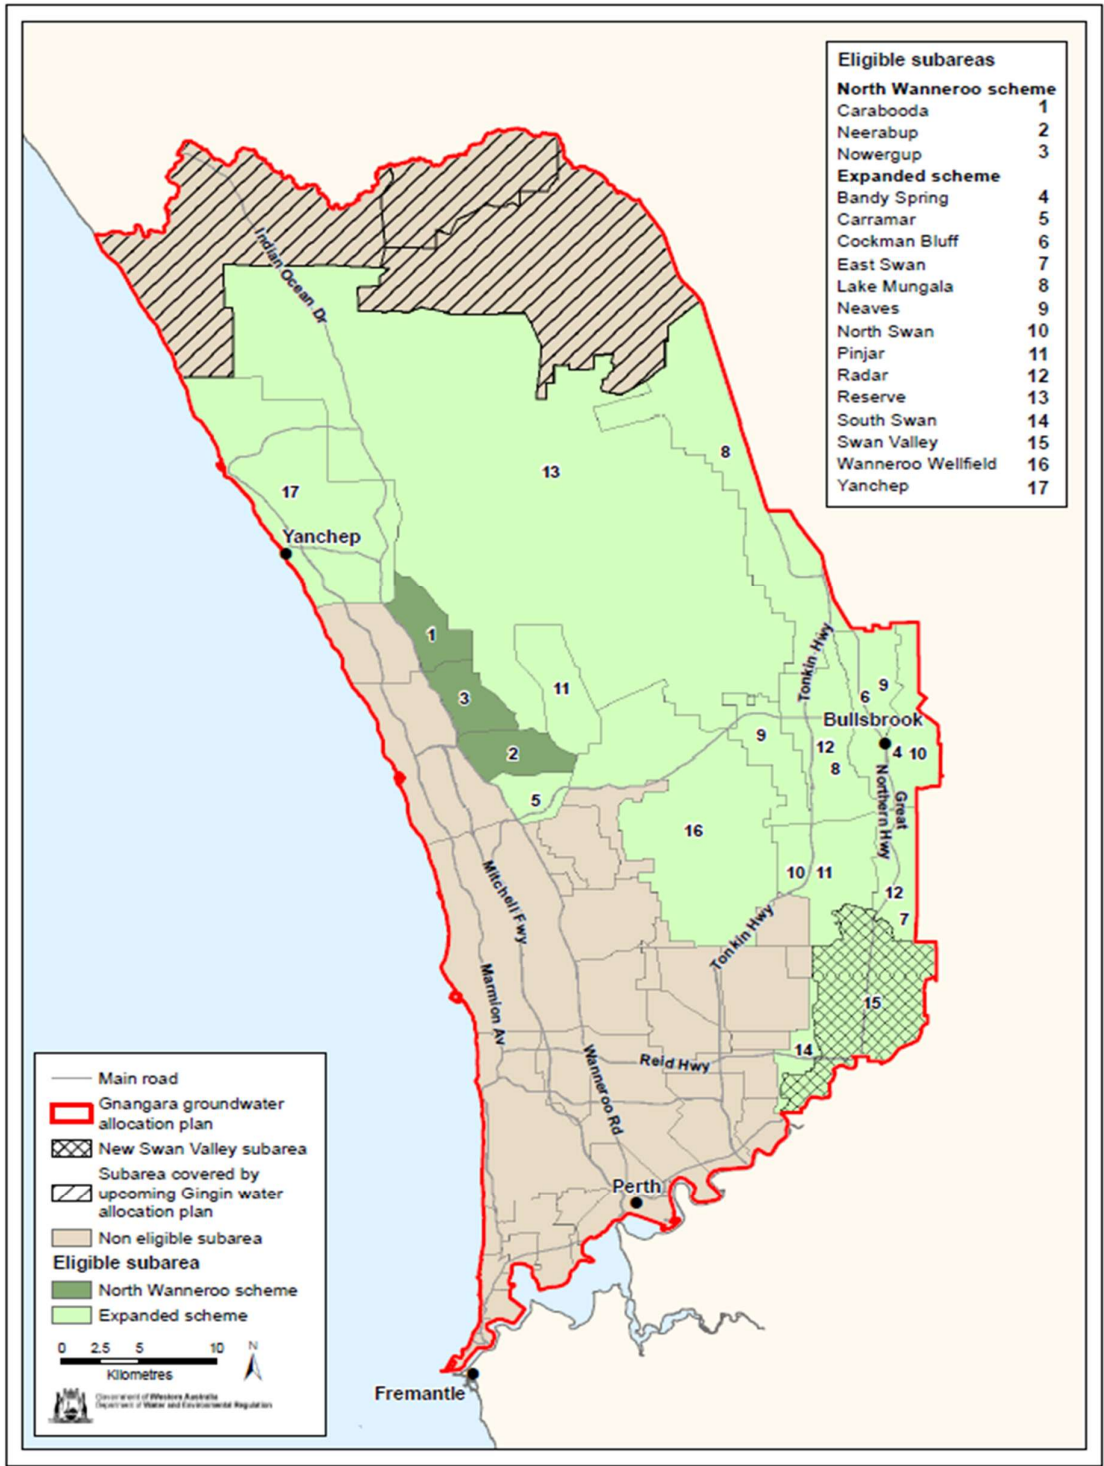 Eligible subareas
North Wanneroo scheme
Carabooda 1
Neerabup 2
Nowergup 3
Expanded scheme
Bandy Spring 4
Carramar 5
Cockman Bluff 6
East Swan 7
Lake Mungala 8
Neaves 9
North Swan 10
Pinjar 11
Radar 12
Reserve 13
South Swan 14
Swan Valley 15
Wanneroo Wellfield 16
Yanchep 17
Indian Ocean Dr
8
13
17
Yanchep
1
Tonkin Hwy
3
11
9
6
Bullsbrook
9
12
4 10
2
8
Great
Northern Hwy
5
16
10 11
12
7
Mitchell Fwy
Tonkin Hwy
Marmion Av
15
14
Reid Hwy
Wanneroo Rd
Perth
Fremantle
Main road
Gnangara groundwater
allocation plan
New Swan Valley subarea
Subarea covered by
upcoming Gingin water
allocation plan
Non eligible subarea
Eligible subarea
North Wanneroo scheme
Expanded scheme
0 2.5 5 10
Kilometres
N
Government of Western Australia
Department of Water and Environmental Regulation